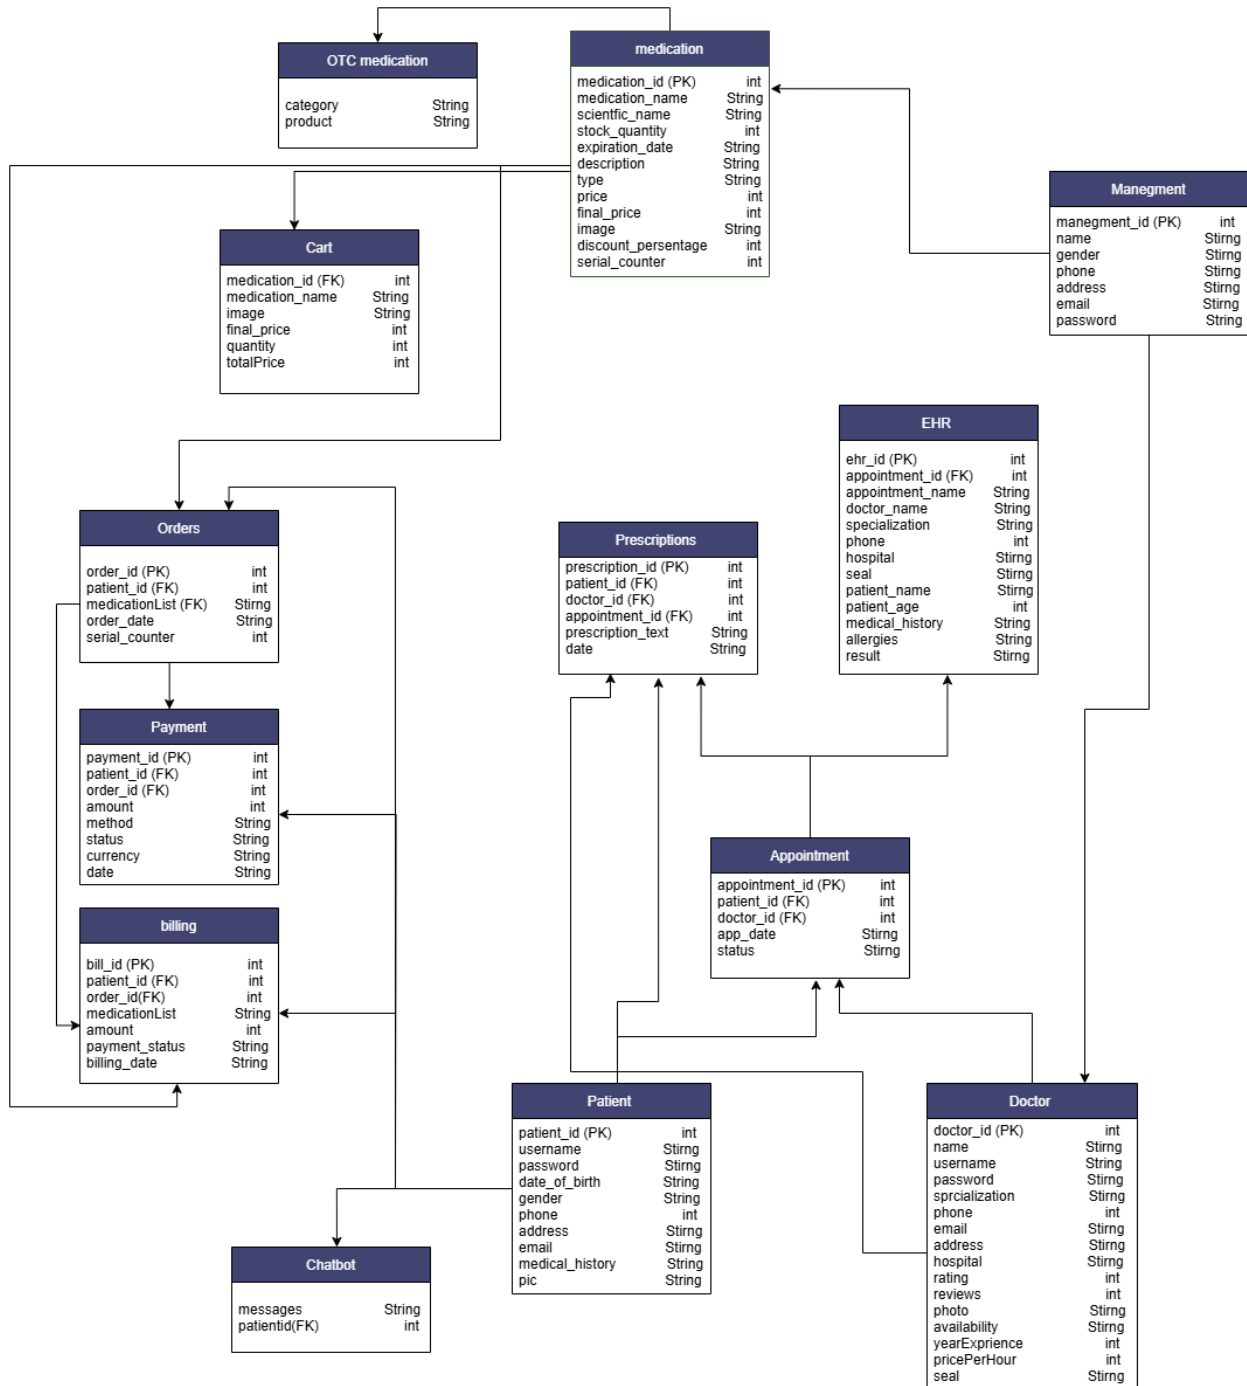 OTC medication
category String
product String
medication
medication_id (PK) int
medication_name String
scientfic_name String
stock_quantity int
expiration_date String
description String
type String
price int
final_price int
image String
discount_persentage int
serial_counter int
Manegment
manegment_id (PK) int
name Stirng
gender Stirng
phone Stirng
address Stirng
email Stirng
password String
Cart
medication_id (FK) int
medication_name String
image String
final_price int
quantity int
totalPrice int
EHR
ehr_id (PK) int
appointment_id (FK) int
appointment_name String
doctor_name String
specialization String
phone int
hospital Stirng
seal Stirng
patient_name Stirng
patient_age int
medical_history String
allergies String
result Stirng
Orders
order_id (PK) int
patient_id (FK) int
medicationList (FK) Stirng
order_date String
serial_counter int
Prescriptions
prescription_id (PK) int
patient_id (FK) int
doctor_id (FK) int
appointment_id (FK) int
prescription_text String
date String
Payment
payment_id (PK) int
patient_id (FK) int
order_id (FK) int
amount int
method String
status String
currency String
date String
Appointment
appointment_id (PK) int
patient_id (FK) int
doctor_id (FK) int
app_date Stirng
status Stirng
billing
bill_id (PK) int
patient_id (FK) int
order_id(FK) int
medicationList String
amount int
payment_status String
billing_date String
Patient
patient_id (PK) int
username Stirng
password Stirng
date_of_birth String
gender String
phone int
address Stirng
email Stirng
medical_history String
pic String
Doctor
doctor_id (PK) int
name Stirng
username String
password String
sprcialization Stirng
phone int
email Stirng
address Stirng
hospital Stirng
rating int
reviews int
photo Stirng
availability Stirng
yearExprience int
pricePerHour int
seal Stirng
Chatbot
messages String
patientid(FK) int